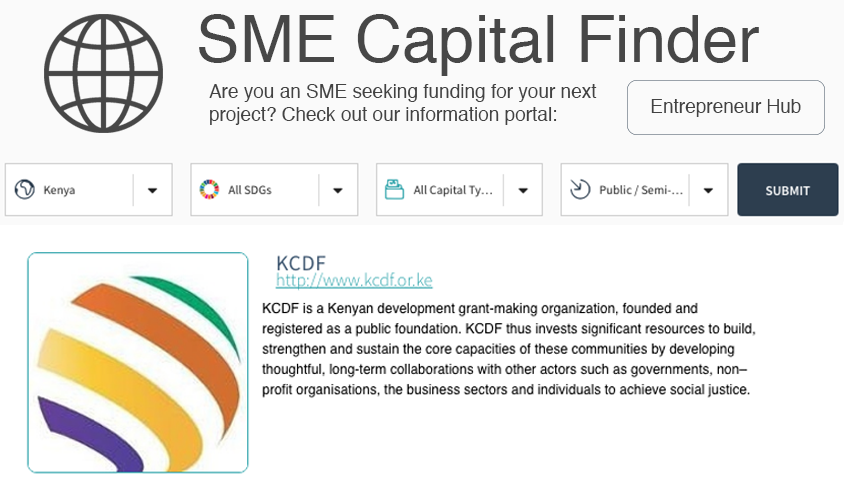 SME Capital Finder
Are you an SME seeking funding for your next
project? Check out our information portal:
Entrepreneur Hub
Kenya
All SDGs
All Capital Ty...
Public / Semi-...
SUBMIT
KCDF
http://www.kcdf.or.ke
KCDF is a Kenyan development grant-making organization, founded and
registered as a public foundation. KCDF thus invests significant resources to build,
strengthen and sustain the core capacities of these communities by developing
thoughtful, long-term collaborations with other actors such as governments, non–
profit organisations, the business sectors and individuals to achieve social justice.